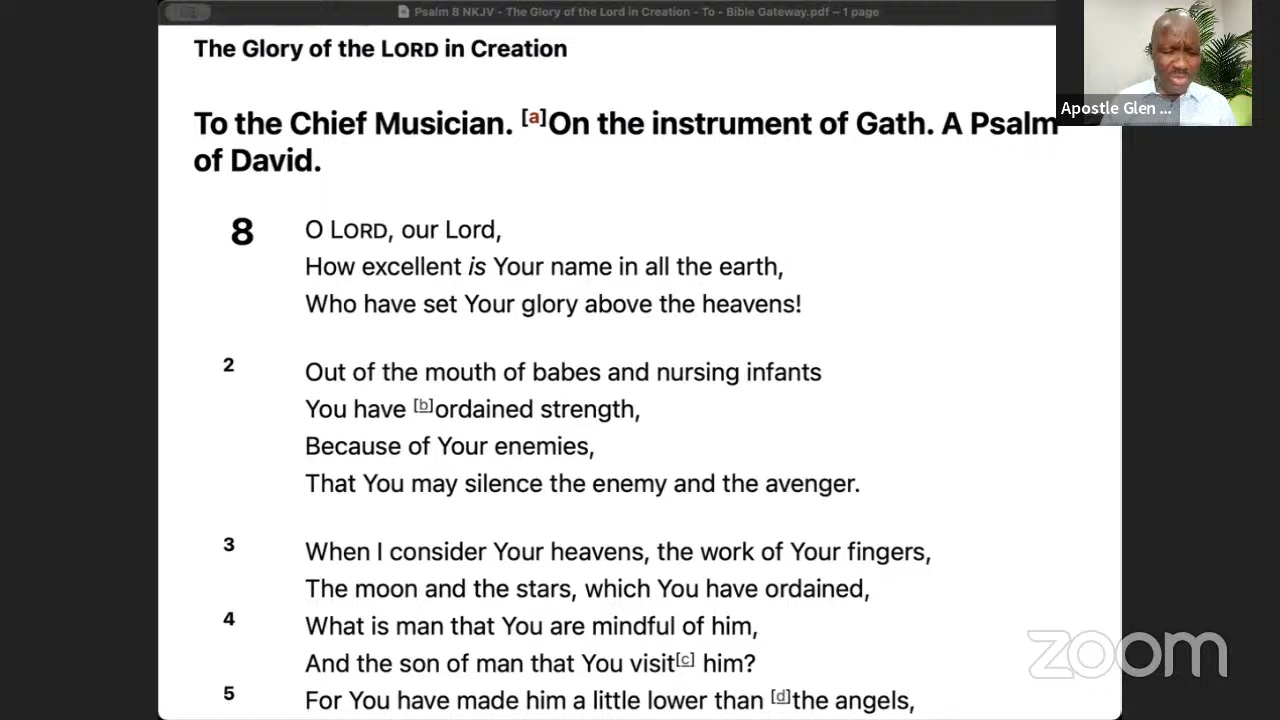 Psalm 8 NKJV - The Glory of the Lord in Creation - To - Bible Gateway.pdf – 1 page
The Glory of the LORD in Creation
Apostle Glen ...
To the Chief Musician. [a]On the instrument of Gath. A Psalm
of David.
8 O LORD, our Lord,
How excellent is Your name in all the earth,
Who have set Your glory above the heavens!
2 Out of the mouth of babes and nursing infants
You have [b]ordained strength,
Because of Your enemies,
That You may silence the enemy and the avenger.
3 When I consider Your heavens, the work of Your fingers,
The moon and the stars, which You have ordained,
4 What is man that You are mindful of him,
And the son of man that You visit[c] him?
5 For You have made him a little lower than [d]the angels,
zoom